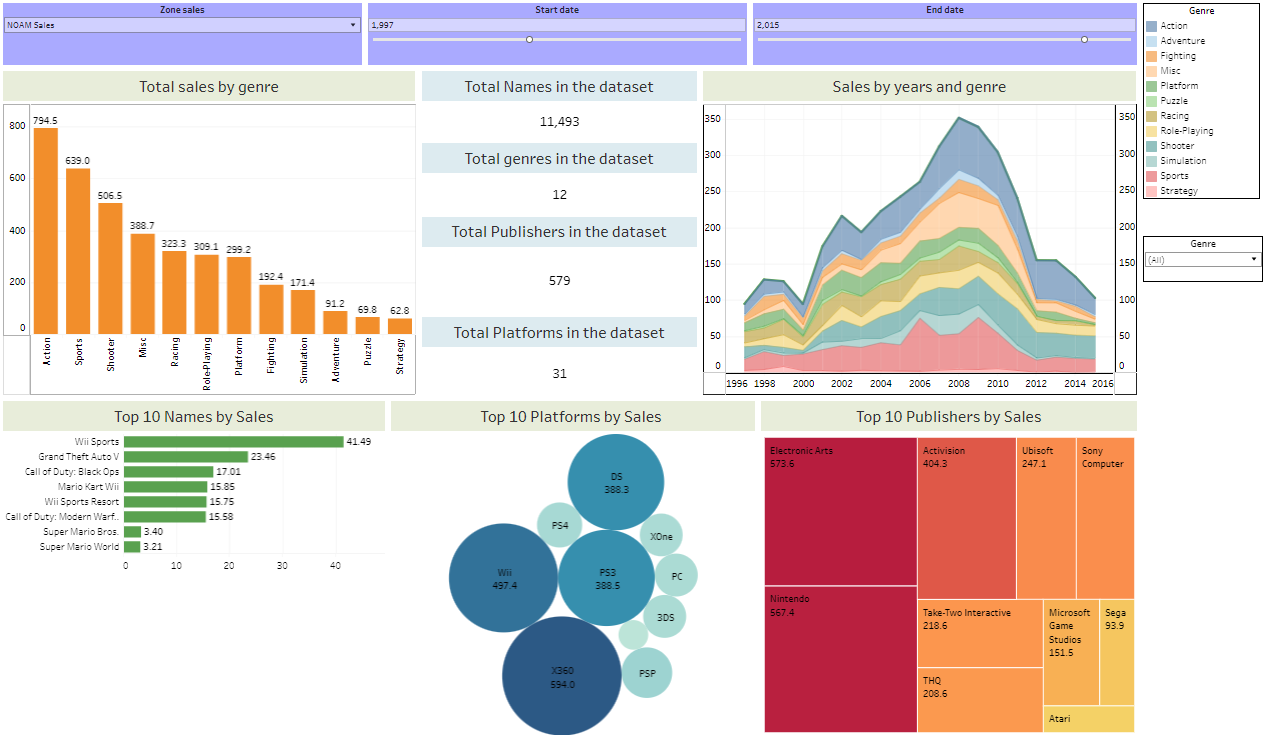 Zone sales
NOAM Sales
Start date
1,997
End date
2,015
Genre
Action
Adventure
Fighting
Misc
Platform
Puzzle
Racing
Role-Playing
Shooter
Simulation
Sports
Strategy
Genre
(All)
Total sales by genre
800
600
400
200
0
794.5
639.0
506.5
388.7
323.3
309.1
299.2
192.4
171.4
91.2
69.8
62.8
Action
Sports
Shooter
Misc
Racing
Role-Playing
Platform
Fighting
Simulation
Adventure
Puzzle
Strategy
Total Names in the dataset
11,493
Total genres in the dataset
12
Total Publishers in the dataset
579
Total Platforms in the dataset
31
Sales by years and genre
350
300
250
200
150
100
50
0
350
300
250
200
150
100
50
0
1996 1998 2000 2002 2004 2006 2008 2010 2012 2014 2016
Top 10 Names by Sales
Wii Sports 41.49
Grand Theft Auto V 23.46
Call of Duty: Black Ops 17.01
Mario Kart Wii 15.85
Wii Sports Resort 15.75
Call of Duty: Modern Warf.. 15.58
Super Mario Bros. 3.40
Super Mario World 3.21
0 10 20 30 40
Top 10 Platforms by Sales
DS
388.3
PS4
XOne
Wii
497.4
PS3
388.5
PC
3DS
X360
594.0
PSP
Top 10 Publishers by Sales
Electronic Arts
573.6
Activision
404.3
Ubisoft
247.1
Sony
Computer
Nintendo
567.4
Take-Two Interactive
218.6
Microsoft
Game
Studios
151.5
Sega
93.9
THQ
208.6
Atari